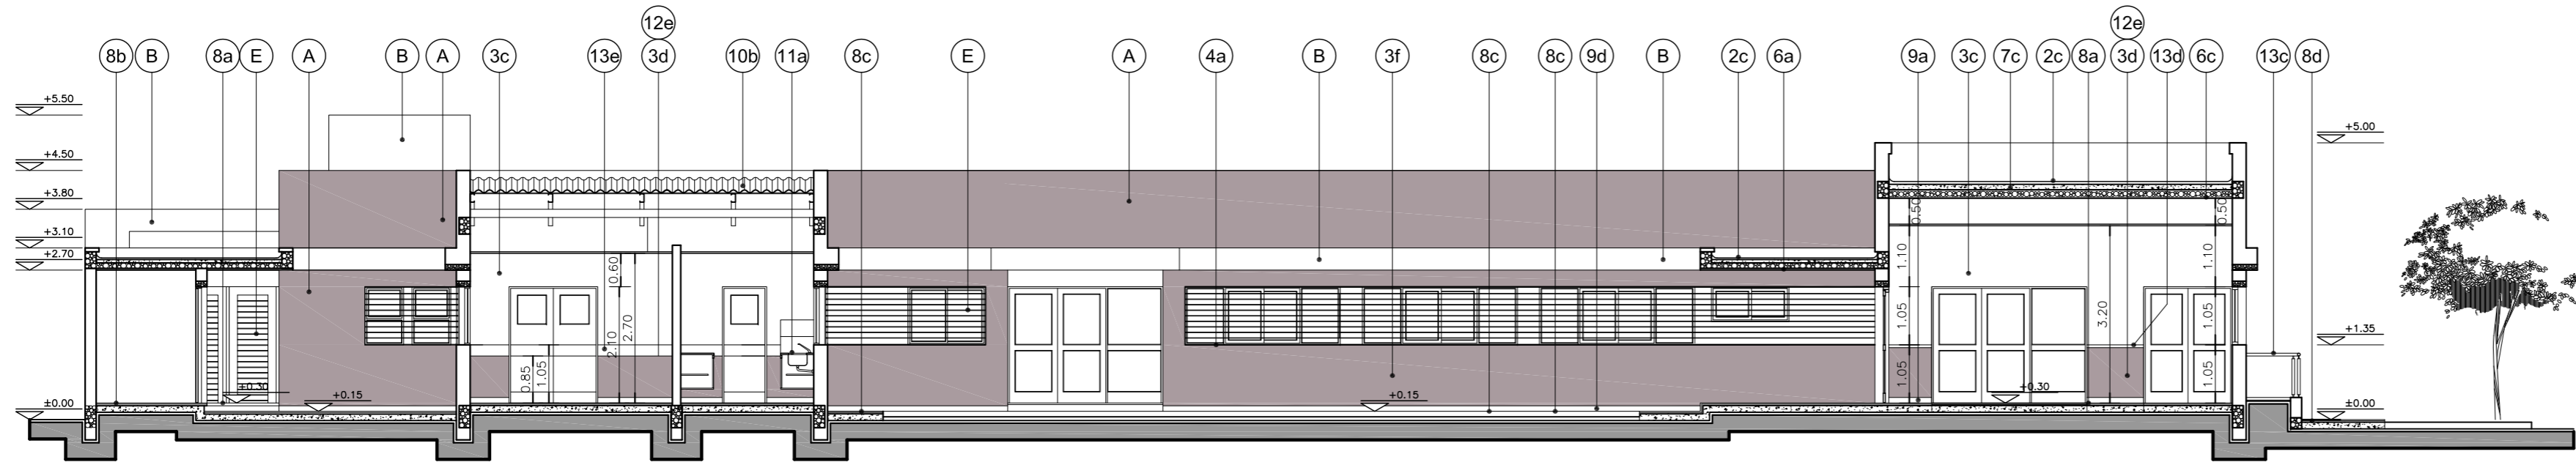 12e
12e
8b B 8a E A B A 3c 13e 3d 10b 11a 8c E A 4a B 3f 8c 8c 9d B 2c 6a 9a 3c 7c 2c 8a 3d 13d 6c 13c 8d
+5.50
+5.00
+4.50
+3.80
0.50 0.50
+3.10
+2.70
1.10 1.10
0.60
2.10 2.70 1.05 3.20 1.05
+1.35
0.85 1.05 1.05 1.05
+0.30 +0.30
+0.15 +0.15
±0.00 ±0.00